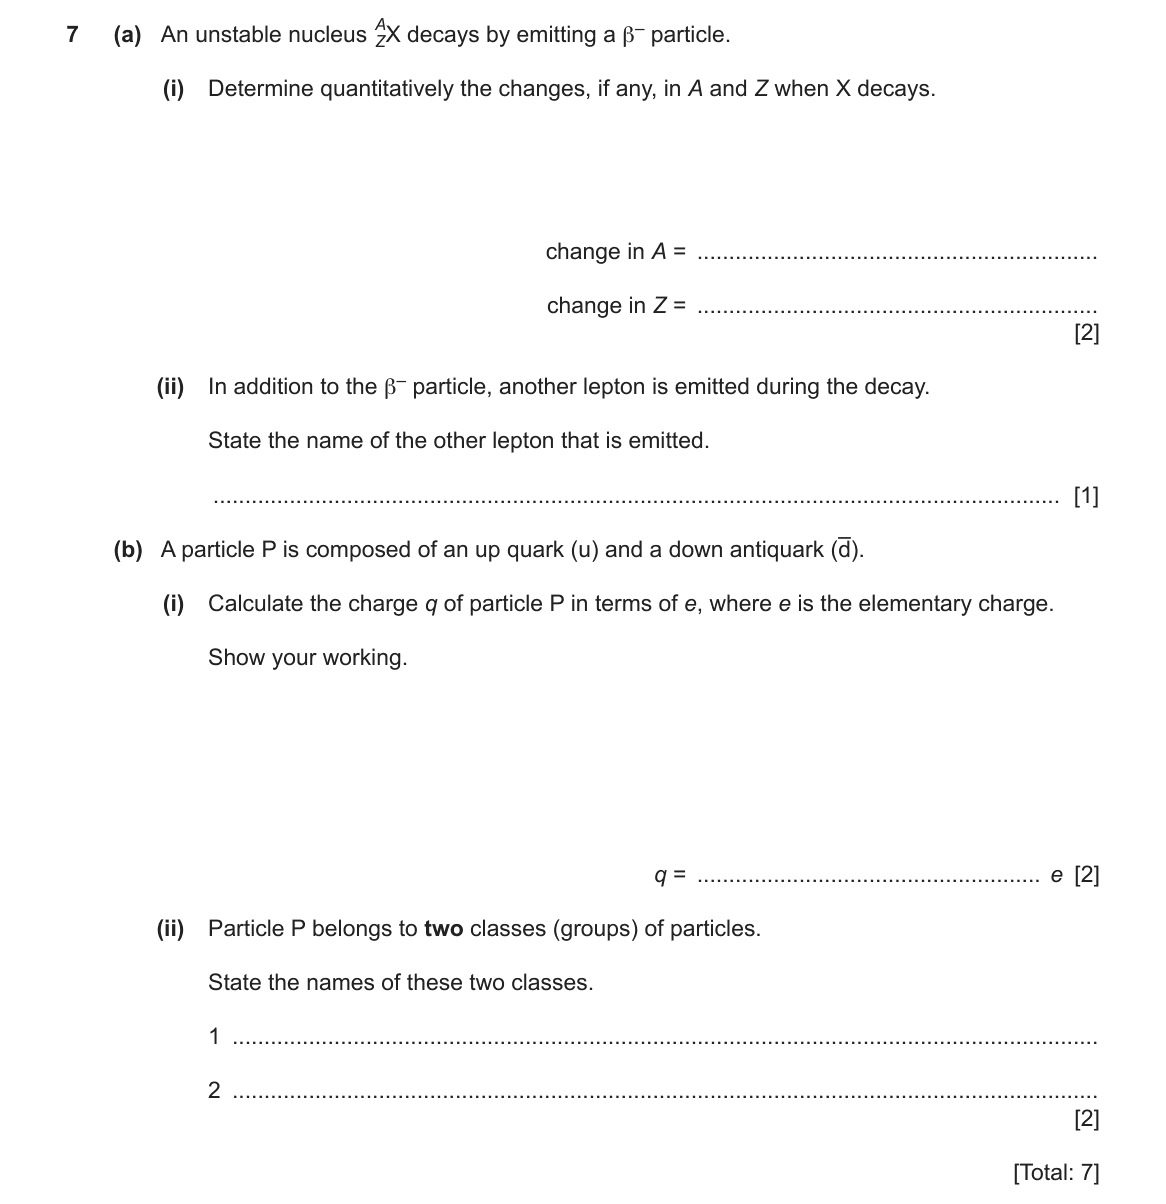 7 (a) An unstable nucleus ᴬ_ZX decays by emitting a β⁻ particle.
(i) Determine quantitatively the changes, if any, in A and Z when X decays.
change in A = ...............................................................
change in Z = ...............................................................
[2]
(ii) In addition to the β⁻ particle, another lepton is emitted during the decay.
State the name of the other lepton that is emitted.
..................................................................................................................................... [1]
(b) A particle P is composed of an up quark (u) and a down antiquark (d̅).
(i) Calculate the charge q of particle P in terms of e, where e is the elementary charge.
Show your working.
q = ...................................................... e [2]
(ii) Particle P belongs to two classes (groups) of particles.
State the names of these two classes.
1 ........................................................................................................................................
2 ........................................................................................................................................
[2]
[Total: 7]